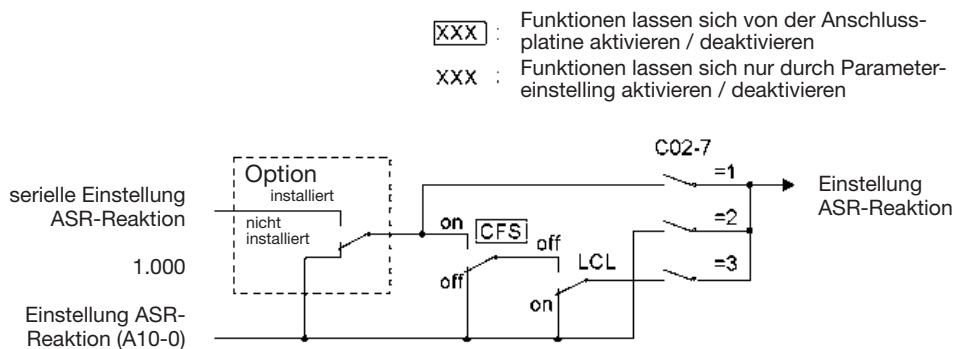 XXX : Funktionen lassen sich von der Anschluss-
platine aktivieren / deaktivieren
XXX : Funktionen lassen sich nur durch Parameter-
einstelling aktivieren / deaktivieren
C02-7
Option
installiert
=1
Einstellung
ASR-Reaktion
serielle Einstellung
ASR-Reaktion
nicht
installiert
on
CFS
off
=2
LCL
=3
1.000
off
on
Einstellung ASR-
Reaktion (A10-0)